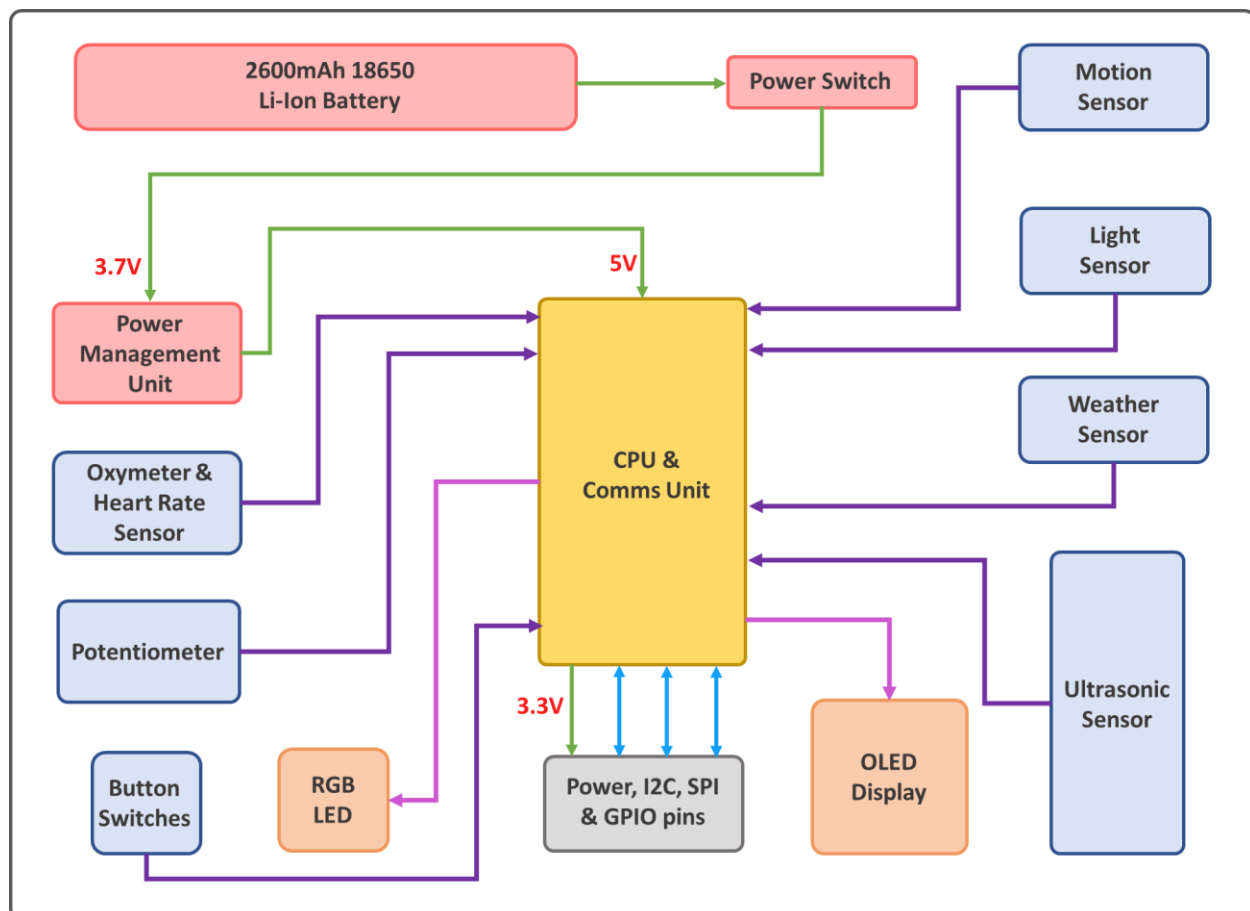 2600mAh 18650
Li-Ion Battery
Power Switch
Motion
Sensor
3.7V
5V
Light
Sensor
Power
Management
Unit
Weather
Sensor
Oxymeter &
Heart Rate
Sensor
CPU &
Comms Unit
Potentiometer
Ultrasonic
Sensor
3.3V
Button
Switches
RGB
LED
Power, I2C, SPI
& GPIO pins
OLED
Display